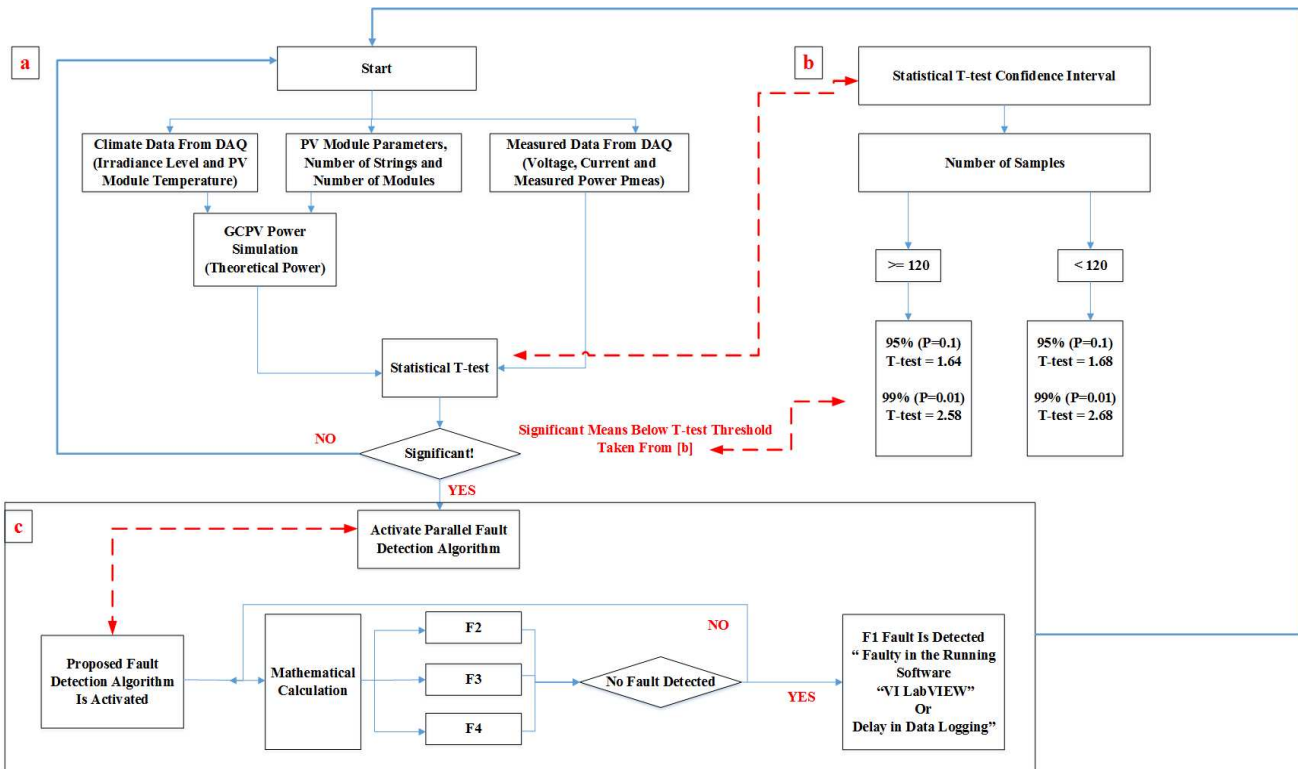 a
Start
Climate Data From DAQ
(Irradiance Level and PV
Module Temperature)
PV Module Parameters,
Number of Strings and
Number of Modules
Measured Data From DAQ
(Voltage, Current and
Measured Power Pmeas)
GCPV Power
Simulation
(Theoretical Power)
Statistical T-test
Significant!
NO
YES
b
Statistical T-test Confidence Interval
Number of Samples
>= 120
< 120
95% (P=0.1)
T-test = 1.64
99% (P=0.01)
T-test = 2.58
95% (P=0.1)
T-test = 1.68
99% (P=0.01)
T-test = 2.68
Significant Means Below T-test Threshold
Taken From [b]
c
Activate Parallel Fault
Detection Algorithm
Proposed Fault
Detection Algorithm
Is Activated
Mathematical
Calculation
F2
F3
F4
No Fault Detected
NO
YES
F1 Fault Is Detected
“ Faulty in the Running
Software
“VI LabVIEW”
Or
Delay in Data Logging”